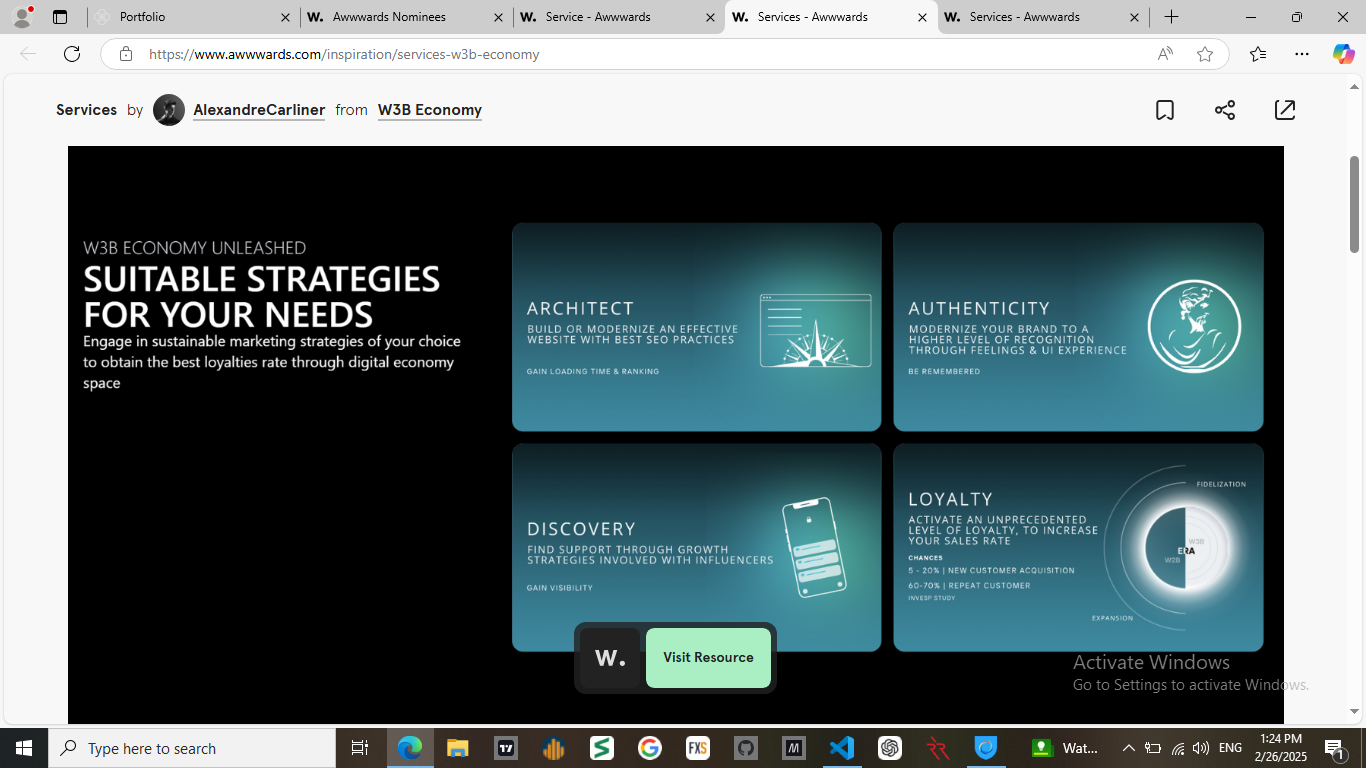 Portfolio
W. Awwwards Nominees
W. Service - Awwwards
W. Services - Awwwards
W. Services - Awwwards
https://www.awwwards.com/inspiration/services-w3b-economy
Services by AlexandreCarliner from W3B Economy
W3B ECONOMY UNLEASHED
SUITABLE STRATEGIES
FOR YOUR NEEDS
Engage in sustainable marketing strategies of your choice
to obtain the best loyalties rate through digital economy
space
ARCHITECT
BUILD OR MODERNIZE AN EFFECTIVE
WEBSITE WITH BEST SEO PRACTICES
GAIN LOADING TIME & RANKING
AUTHENTICITY
MODERNIZE YOUR BRAND TO A
HIGHER LEVEL OF RECOGNITION
THROUGH FEELINGS & UI EXPERIENCE
BE REMEMBERED
DISCOVERY
FIND SUPPORT THROUGH GROWTH
STRATEGIES INVOLVED WITH INFLUENCERS
GAIN VISIBILITY
LOYALTY
ACTIVATE AN UNPRECEDENTED
LEVEL OF LOYALTY, TO INCREASE
YOUR SALES RATE
CHANCES
5 - 20% | NEW CUSTOMER ACQUISITION
60-70% | REPEAT CUSTOMER
INVESP STUDY
FIDELIZATION
W3B
ERA
W2B
EXPANSION
W. Visit Resource
Activate Windows
Go to Settings to activate Windows.
Type here to search
FXS
M
Wat...
ENG
1:24 PM
2/26/2025
1